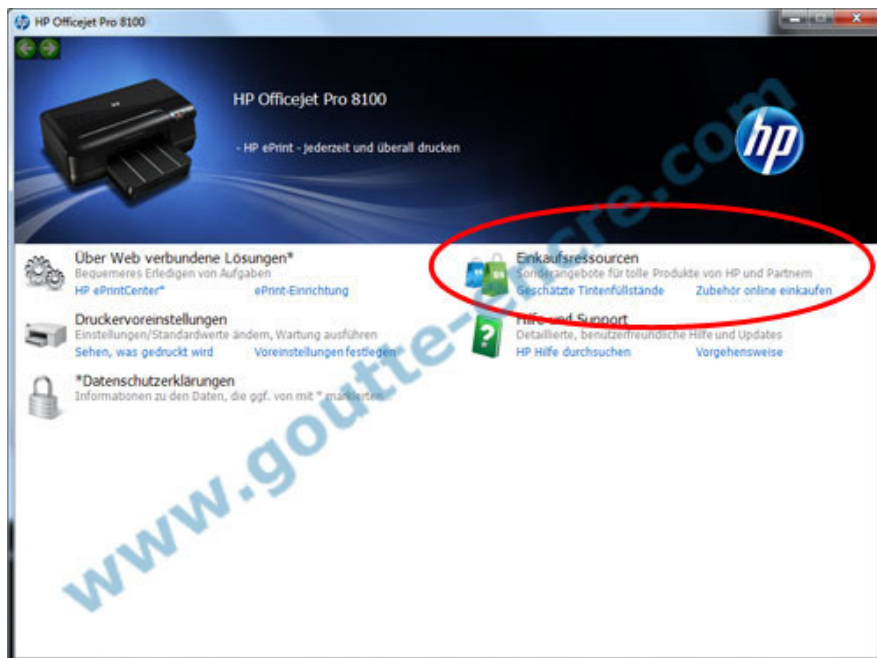 HP Officejet Pro 8100
HP Officejet Pro 8100
- HP ePrint - jederzeit und überall drucken
hp
Über Web verbundene Lösungen*
Bequemeres Erledigen von Aufgaben
HP ePrintCenter* ePrint-Einrichtung
Einkaufsressourcen
Sonderangebote für tolle Produkte von HP und Partnern
Geschätzte Tintenfüllstände Zubehör online einkaufen
Druckervoreinstellungen
Einstellungen/Standardwerte ändern, Wartung ausführen
Sehen, was gedruckt wird Voreinstellungen festlegen
Hilfe und Support
Detaillierte, benutzerfreundliche Hilfe und Updates
HP Hilfe durchsuchen Vorgehensweise
*Datenschutzerklärungen
Informationen zu den Daten, die ggf. von mit * markierten
www.goutte-encre.com